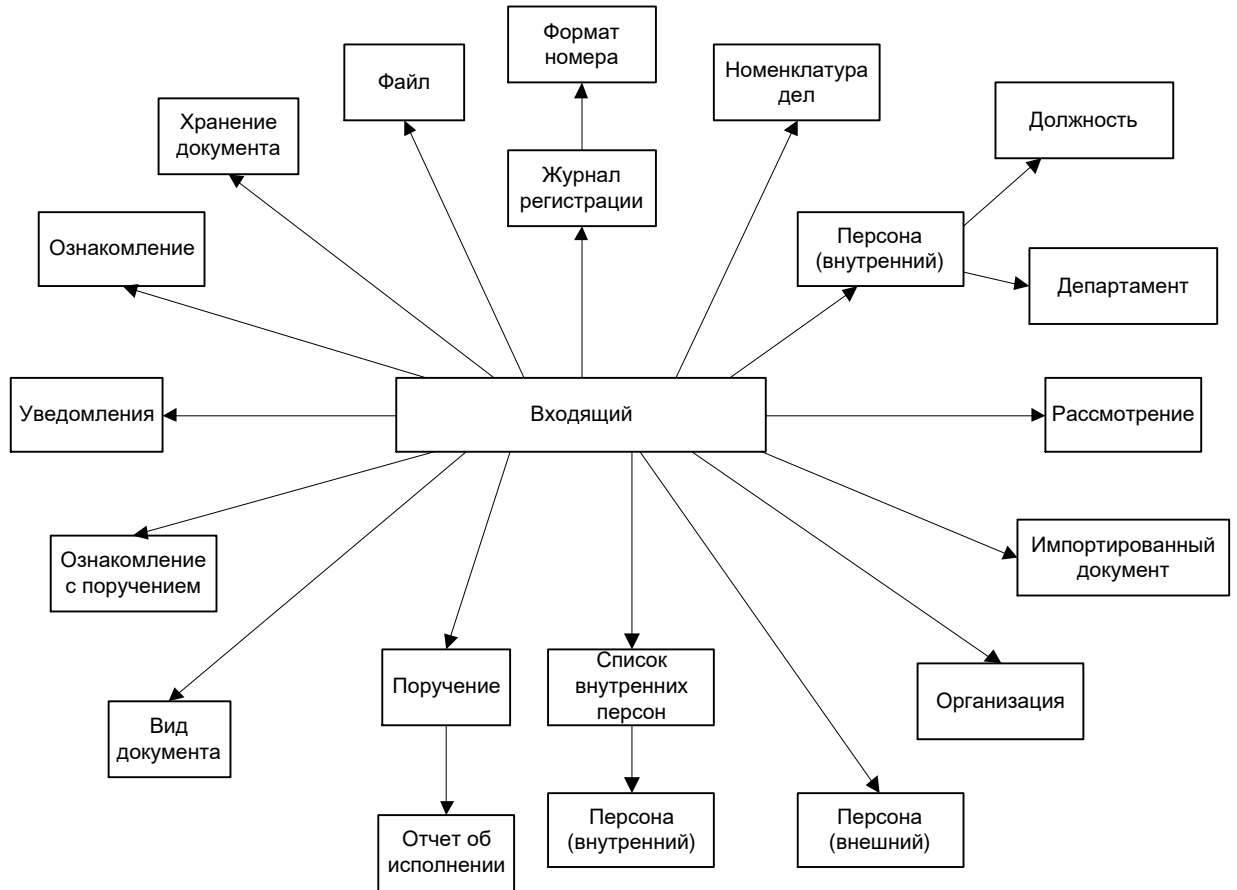 Формат
номера
Файл
Номенклатура
дел
Хранение
документа
Должность
Журнал
регистрации
Ознакомление
Персона
(внутренний)
Департамент
Уведомления
Входящий
Рассмотрение
Ознакомление
с поручением
Импортированный
документ
Поручение
Список
внутренних
персон
Организация
Вид
документа
Отчет об
исполнении
Персона
(внутренний)
Персона
(внешний)